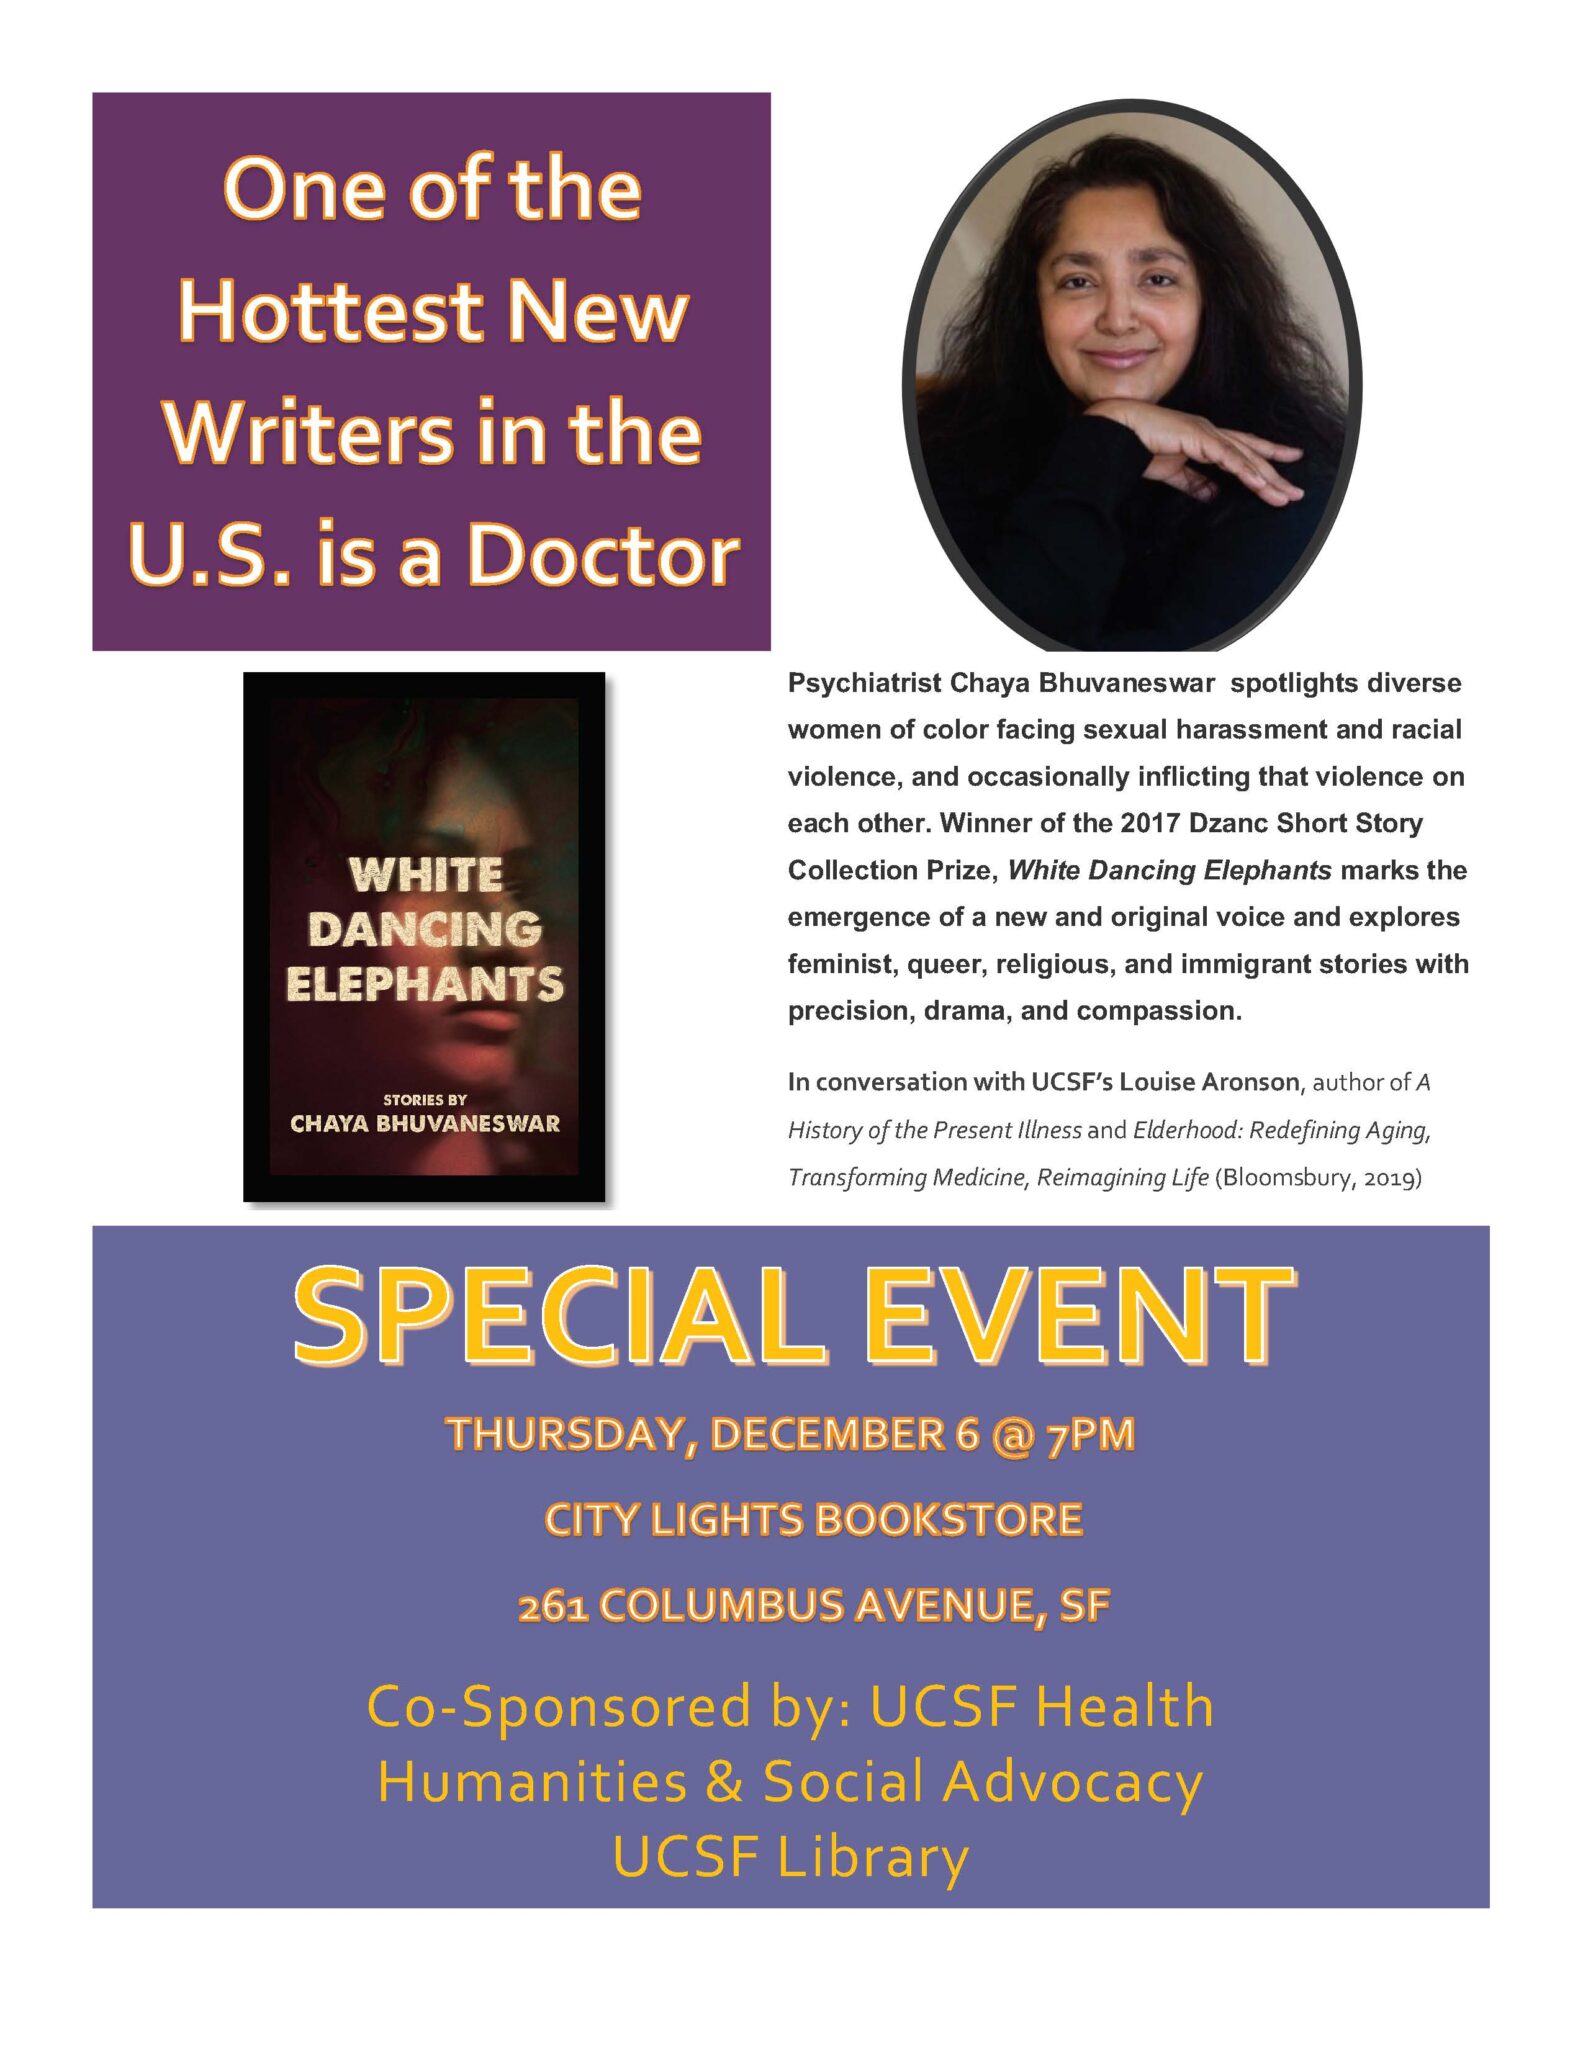 One of the
Hottest New
Writers in the
U.S. is a Doctor
WHITE
DANCING
ELEPHANTS
STORIES BY
CHAYA BHUVANESWAR
Psychiatrist Chaya Bhuvaneswar  spotlights diverse
women of color facing sexual harassment and racial
violence, and occasionally inflicting that violence on
each other. Winner of the 2017 Dzanc Short Story
Collection Prize, White Dancing Elephants marks the
emergence of a new and original voice and explores
feminist, queer, religious, and immigrant stories with
precision, drama, and compassion.
In conversation with UCSF’s Louise Aronson, author of A
History of the Present Illness and Elderhood: Redefining Aging,
Transforming Medicine, Reimagining Life (Bloomsbury, 2019)
SPECIAL EVENT
THURSDAY, DECEMBER 6 @ 7PM
CITY LIGHTS BOOKSTORE
261 COLUMBUS AVENUE, SF
Co-Sponsored by: UCSF Health
Humanities & Social Advocacy
UCSF Library